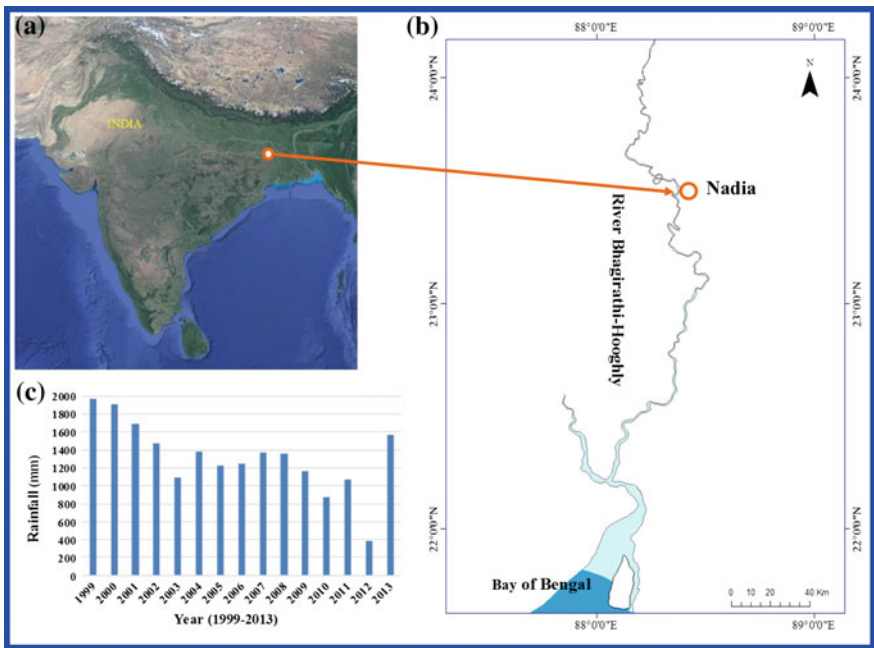 (a)
INDIA
(b)
88°0'0"E
89°0'0"E
24°0'0"N
24°0'0"N
N
Nadia
River Bhagirathi-Hooghly
23°0'0"N
23°0'0"N
22°0'0"N
22°0'0"N
Bay of Bengal
0 5 10 20 30 40 Km
88°0'0"E
89°0'0"E
(c)
Rainfall (mm)
2000
1800
1600
1400
1200
1000
800
600
400
200
0
1999 2000 2001 2002 2003 2004 2005 2006 2007 2008 2009 2010 2011 2012 2013
Year (1999-2013)